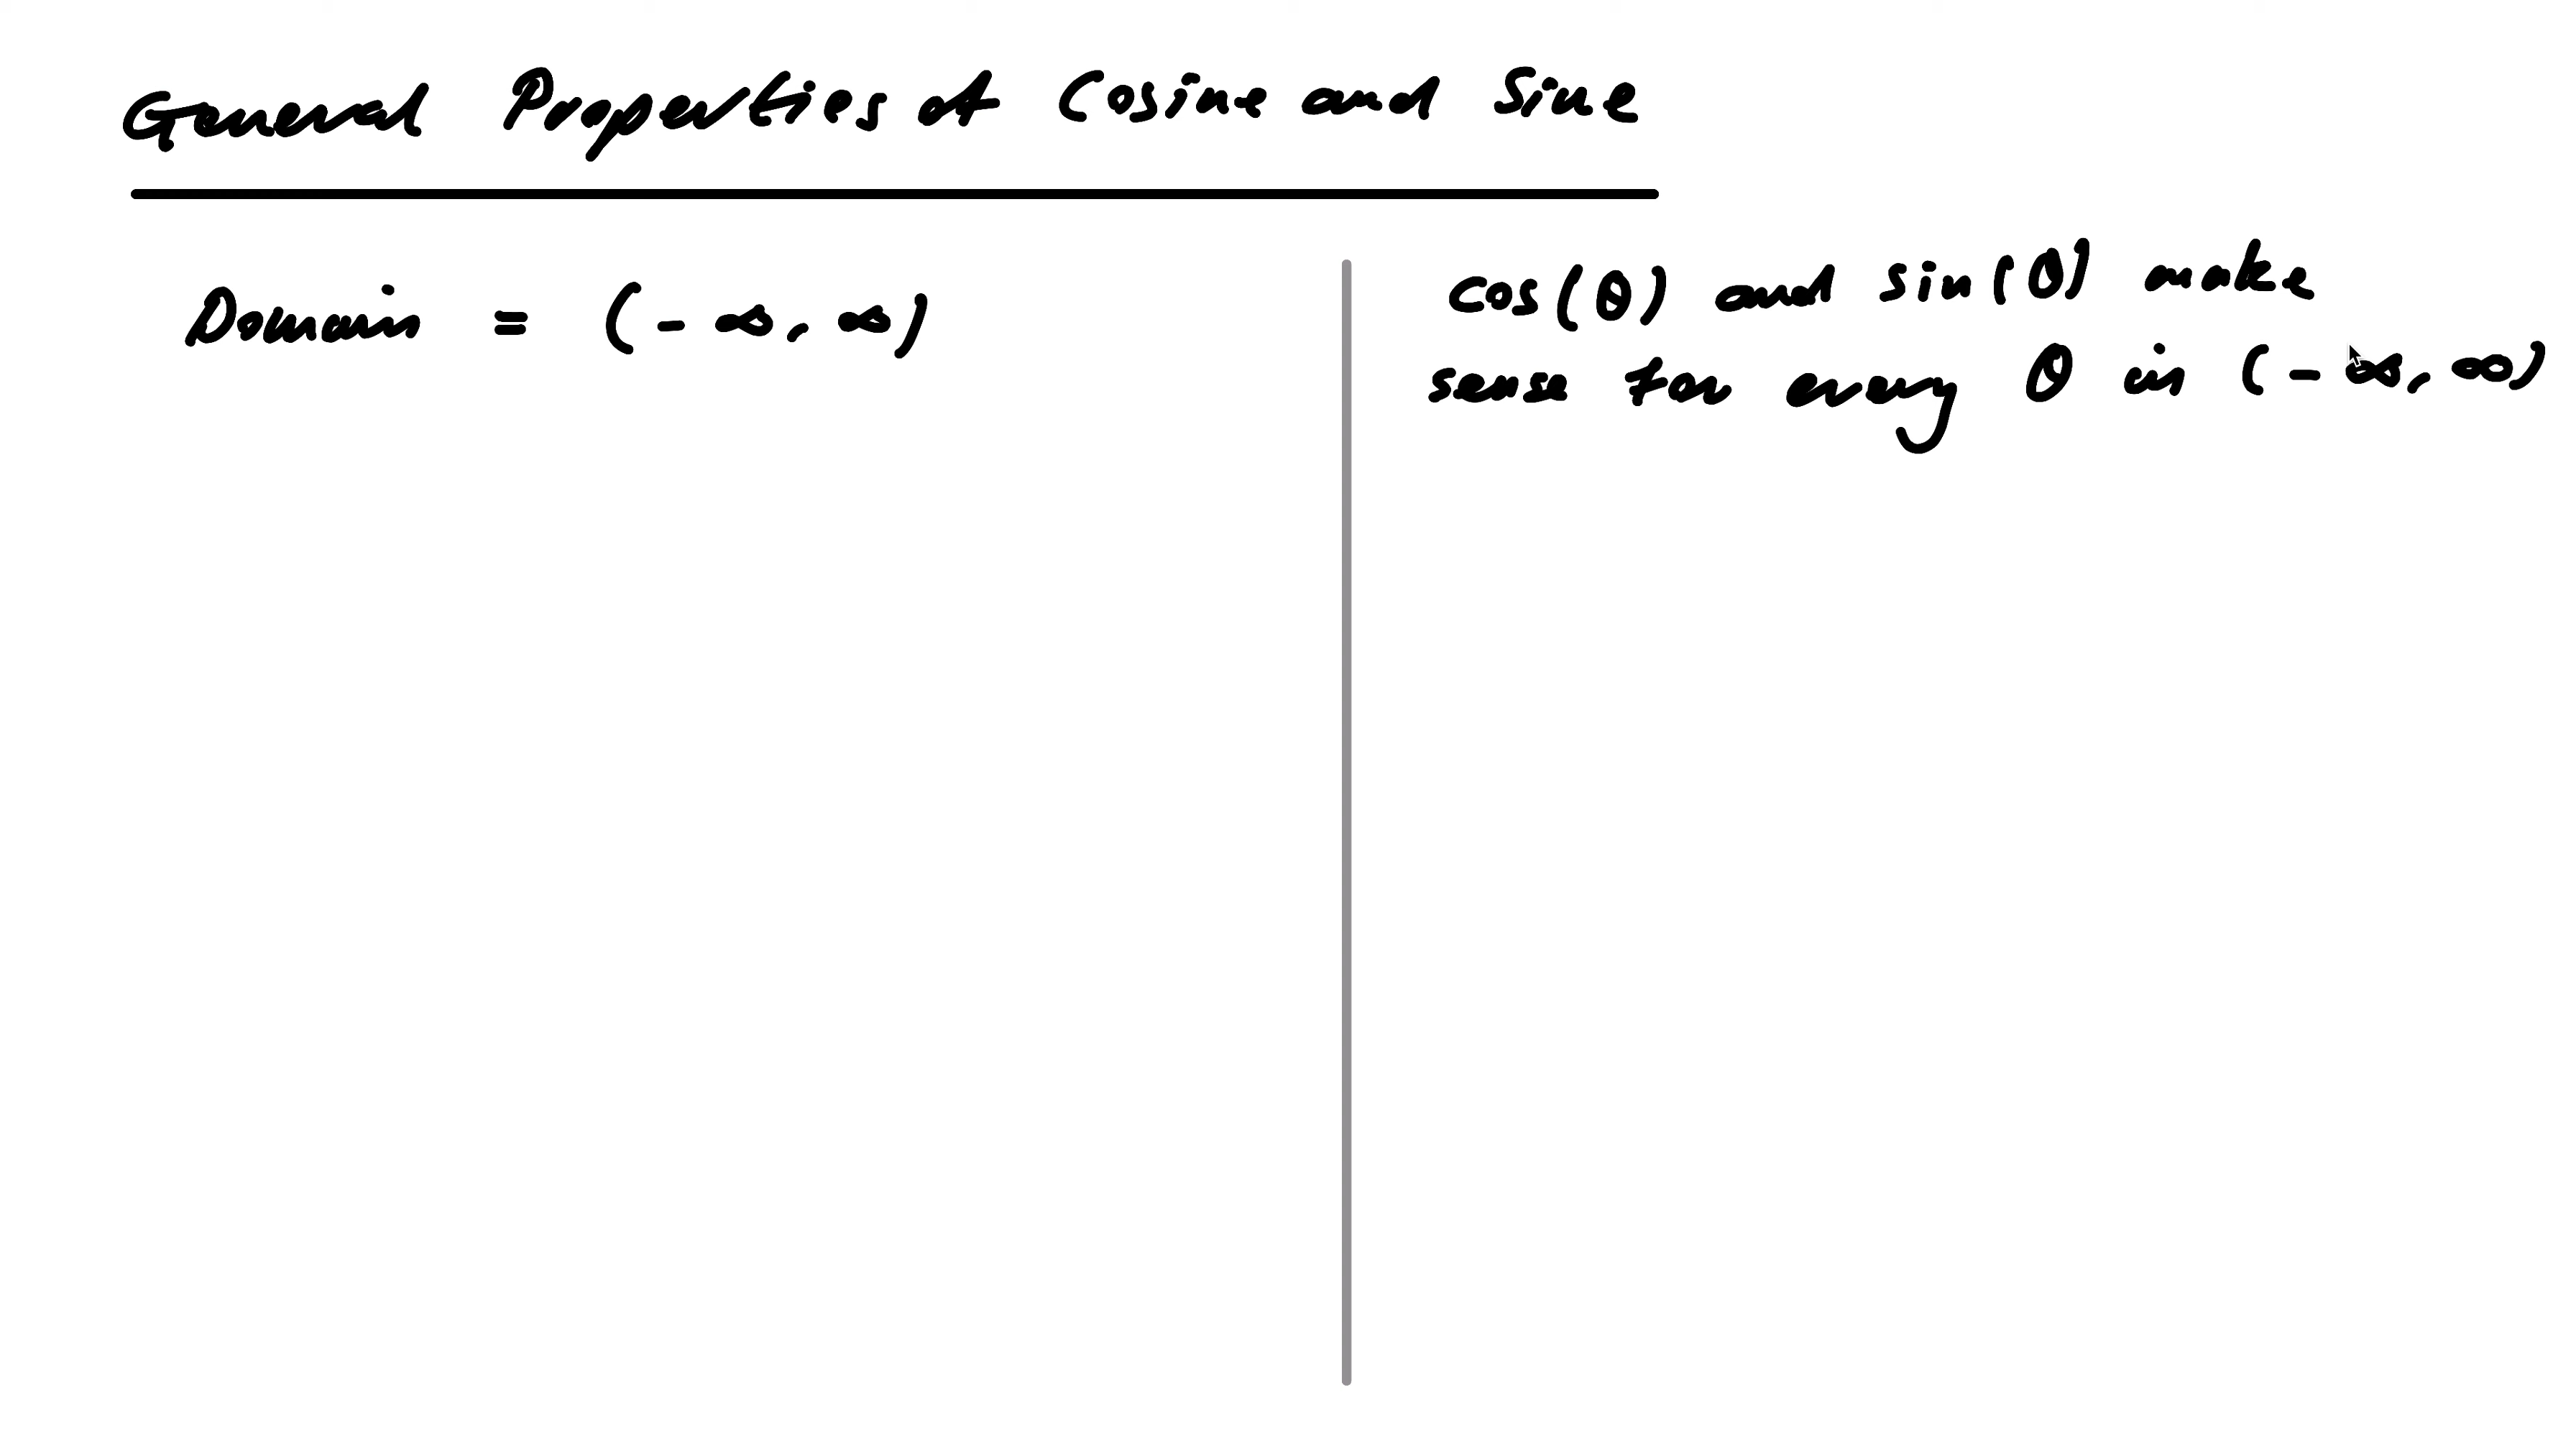 General Properties of Cosine and Sine
Domain = (-∞, ∞)
cos(θ) and sin(θ) make
sense for every θ in (-∞, ∞)